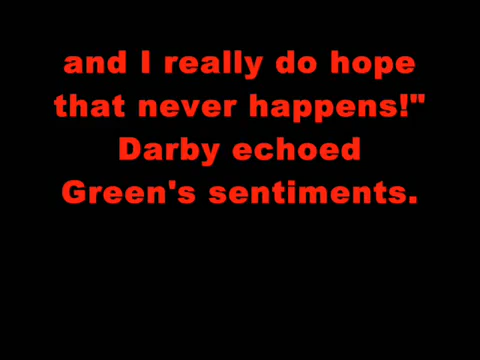 and I really do hope
that never happens!"
Darby echoed
Green's sentiments.